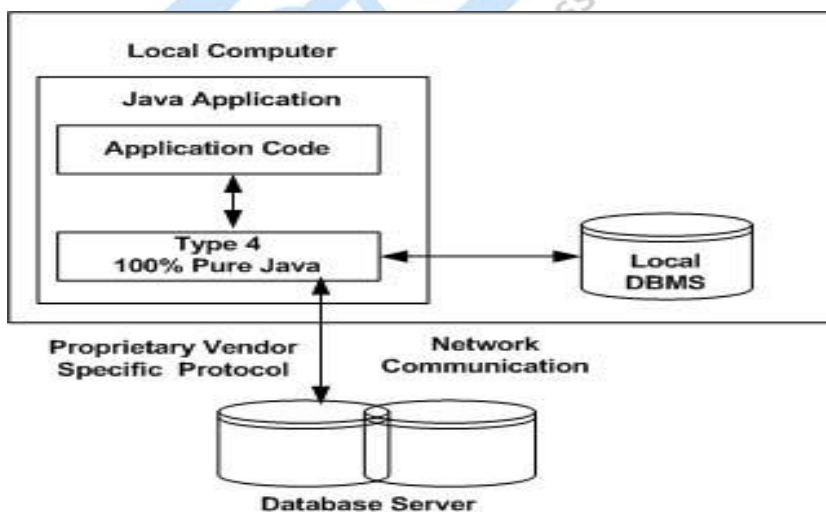 Local Computer
Java Application
Application Code
Type 4
100% Pure Java
Local
DBMS
Proprietary Vendor
Specific Protocol
Network
Communication
Database Server